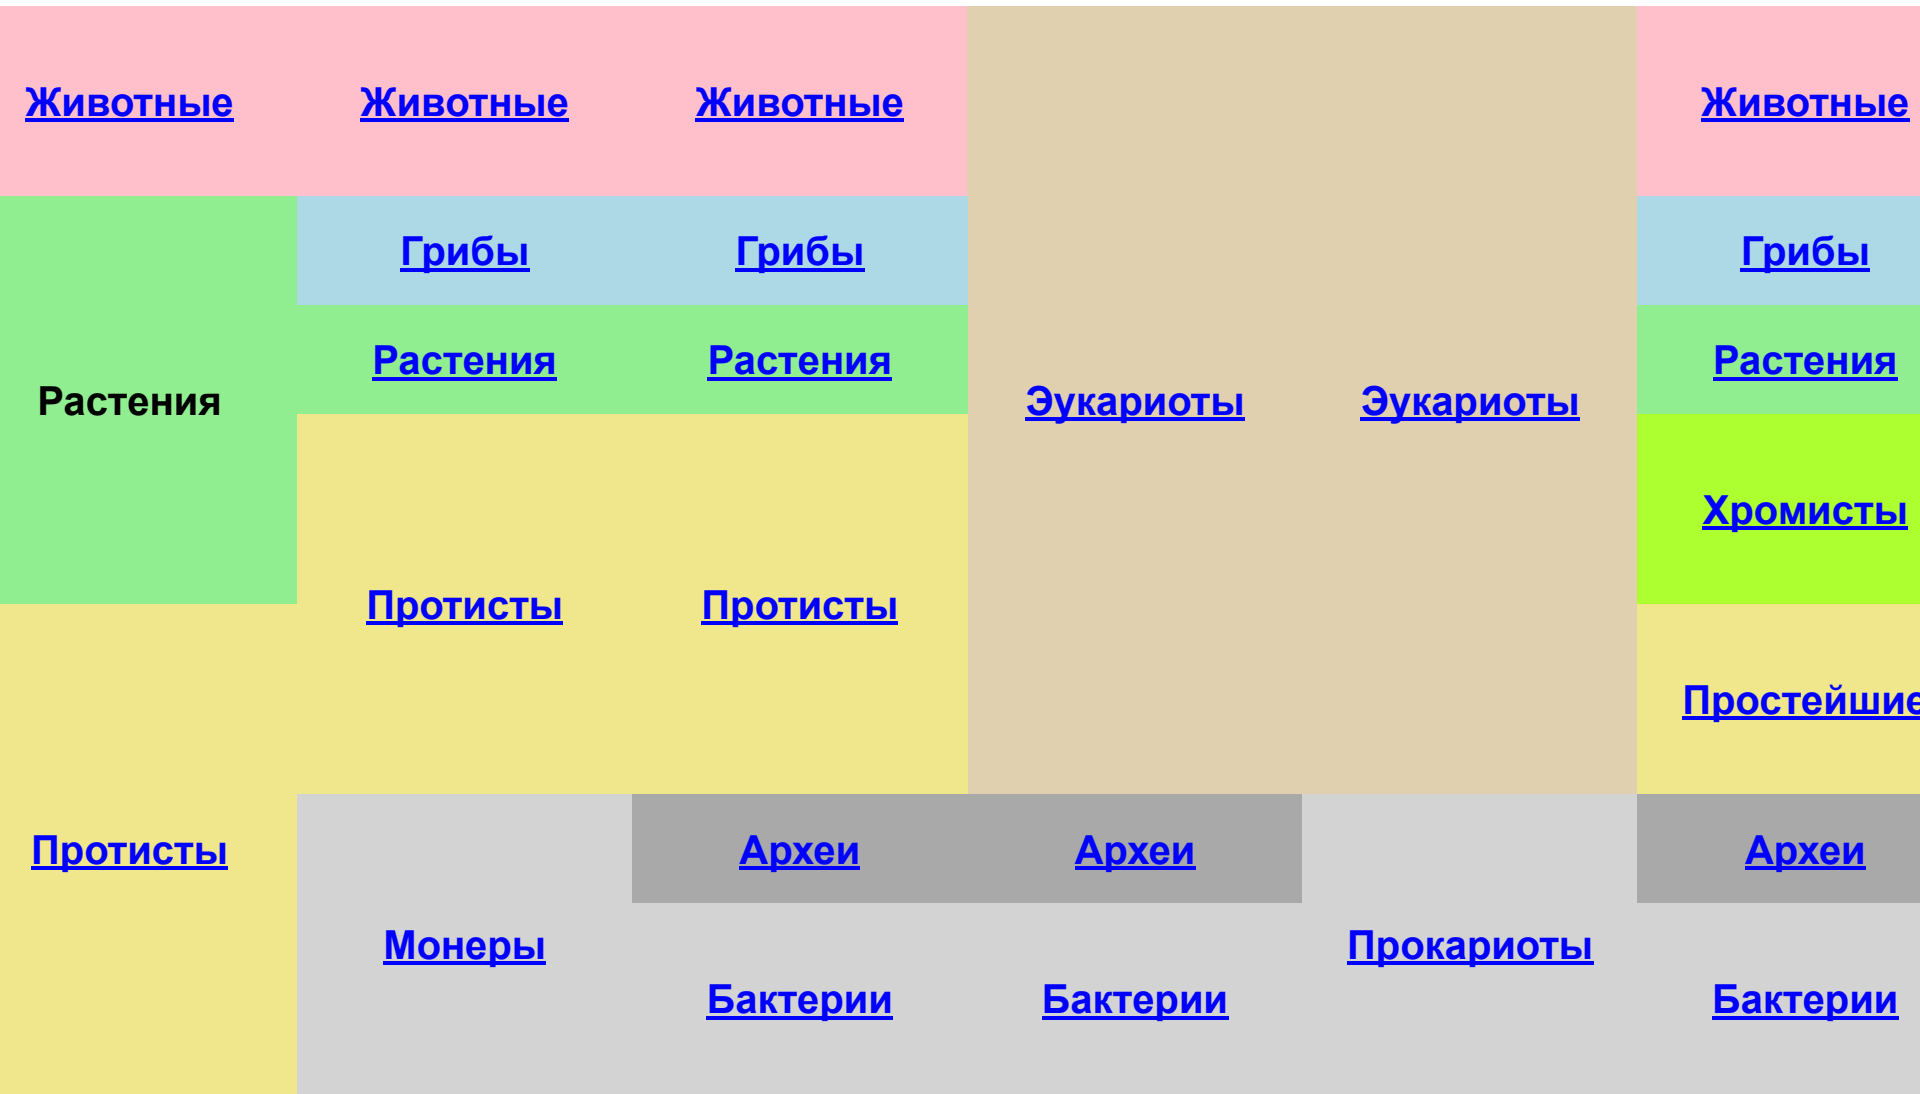 Животные Животные Животные Животные
Грибы Грибы Грибы
Растения Растения Растения
Растения Эукариоты Эукариоты
Хромисты
Протисты Протисты
Простейшие
Протисты Археи Археи Археи
Монеры Прокариоты
Бактерии Бактерии Бактерии